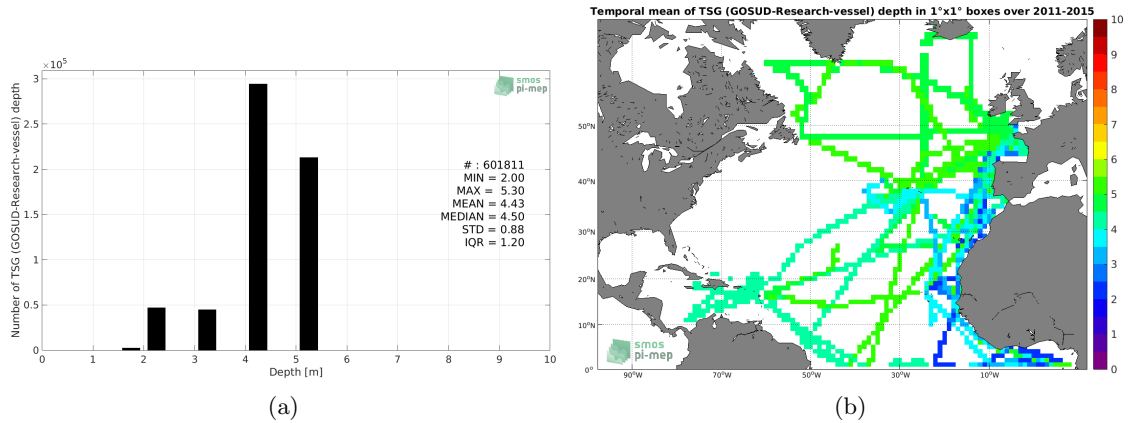 ×10⁵
3
2.5
2
1.5
1
0.5
0
Number of TSG (GOSUD-Research-vessel) depth
0 1 2 3 4 5 6 7 8 9 10
Depth [m]
smos
pi-mep
# : 601811
MIN = 2.00
MAX = 5.30
MEAN = 4.43
MEDIAN = 4.50
STD = 0.88
IQR = 1.20
(a)
Temporal mean of TSG (GOSUD-Research-vessel) depth in 1°x1° boxes over 2011-2015
50°N
40°N
30°N
20°N
10°N
0°
90°W 70°W 50°W 30°W 10°W
smos
pi-mep
10
9
8
7
6
5
4
3
2
1
0
(b)